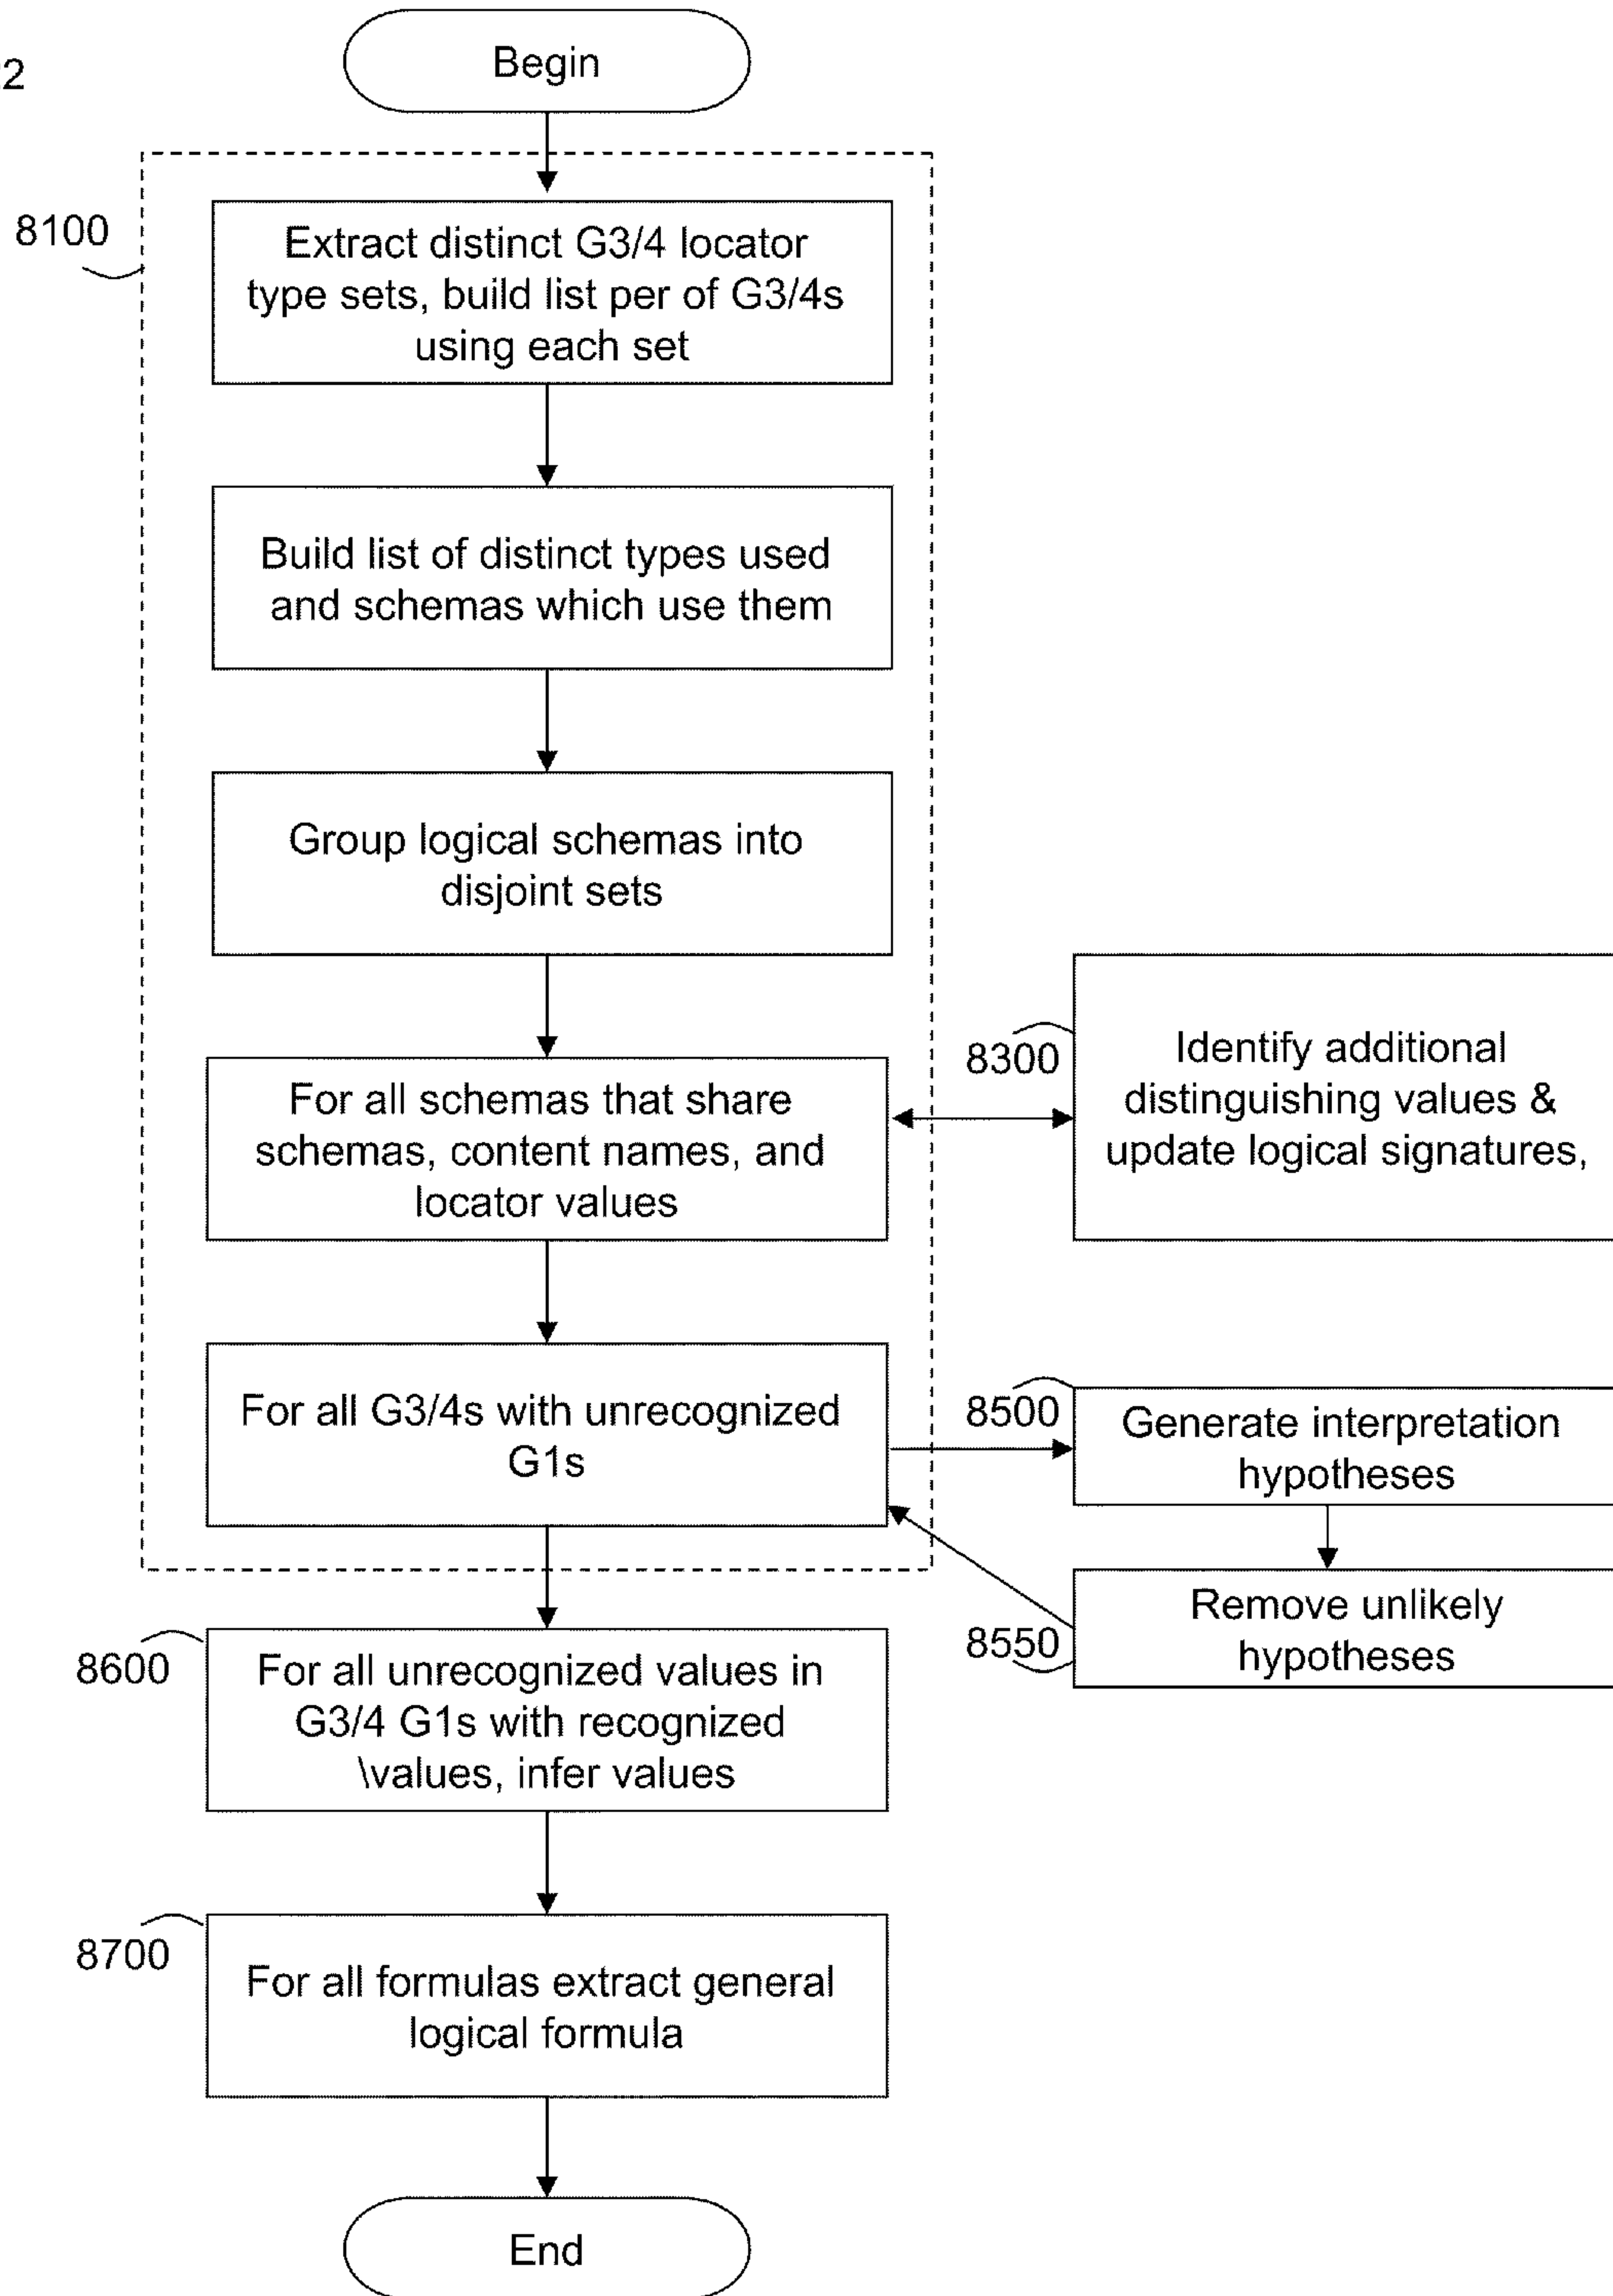 2
Begin
8100
Extract distinct G3/4 locator
type sets, build list per of G3/4s
using each set
Build list of distinct types used
and schemas which use them
Group logical schemas into
disjoint sets
For all schemas that share
schemas, content names, and
locator values
8300
Identify additional
distinguishing values &
update logical signatures,
For all G3/4s with unrecognized
G1s
8500
Generate interpretation
hypotheses
8550
Remove unlikely
hypotheses
8600
For all unrecognized values in
G3/4 G1s with recognized
\values, infer values
8700
For all formulas extract general
logical formula
End